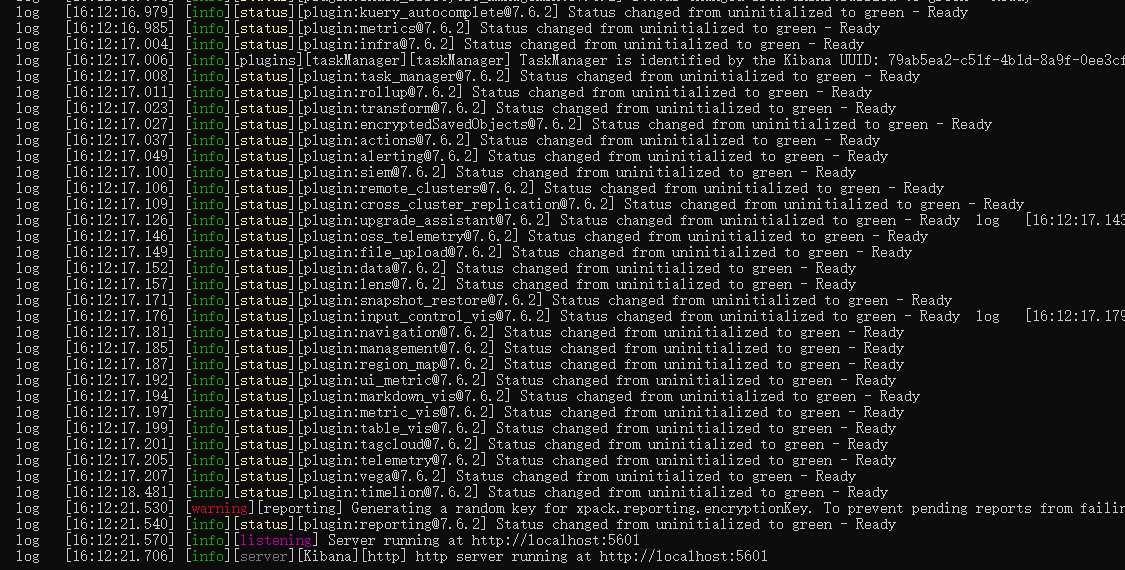 log [16:12:16.979] [info][status][plugin:kuery_autocomplete@7.6.2] Status changed from uninitialized to green - Ready
log [16:12:16.985] [info][status][plugin:metrics@7.6.2] Status changed from uninitialized to green - Ready
log [16:12:17.004] [info][status][plugin:infra@7.6.2] Status changed from uninitialized to green - Ready
log [16:12:17.006] [info][plugins][taskManager][taskManager] TaskManager is identified by the Kibana UUID: 79ab5ea2-c51f-4b1d-8a9f-0ee3cf
log [16:12:17.008] [info][status][plugin:task_manager@7.6.2] Status changed from uninitialized to green - Ready
log [16:12:17.011] [info][status][plugin:rollup@7.6.2] Status changed from uninitialized to green - Ready
log [16:12:17.023] [info][status][plugin:transform@7.6.2] Status changed from uninitialized to green - Ready
log [16:12:17.027] [info][status][plugin:encryptedSavedObjects@7.6.2] Status changed from uninitialized to green - Ready
log [16:12:17.037] [info][status][plugin:actions@7.6.2] Status changed from uninitialized to green - Ready
log [16:12:17.049] [info][status][plugin:alerting@7.6.2] Status changed from uninitialized to green - Ready
log [16:12:17.100] [info][status][plugin:siem@7.6.2] Status changed from uninitialized to green - Ready
log [16:12:17.106] [info][status][plugin:remote_clusters@7.6.2] Status changed from uninitialized to green - Ready
log [16:12:17.109] [info][status][plugin:cross_cluster_replication@7.6.2] Status changed from uninitialized to green - Ready
log [16:12:17.126] [info][status][plugin:upgrade_assistant@7.6.2] Status changed from uninitialized to green - Ready log [16:12:17.143
log [16:12:17.146] [info][status][plugin:oss_telemetry@7.6.2] Status changed from uninitialized to green - Ready
log [16:12:17.149] [info][status][plugin:file_upload@7.6.2] Status changed from uninitialized to green - Ready
log [16:12:17.152] [info][status][plugin:data@7.6.2] Status changed from uninitialized to green - Ready
log [16:12:17.157] [info][status][plugin:lens@7.6.2] Status changed from uninitialized to green - Ready
log [16:12:17.171] [info][status][plugin:snapshot_restore@7.6.2] Status changed from uninitialized to green - Ready
log [16:12:17.176] [info][status][plugin:input_control_vis@7.6.2] Status changed from uninitialized to green - Ready log [16:12:17.179
log [16:12:17.181] [info][status][plugin:navigation@7.6.2] Status changed from uninitialized to green - Ready
log [16:12:17.185] [info][status][plugin:management@7.6.2] Status changed from uninitialized to green - Ready
log [16:12:17.187] [info][status][plugin:region_map@7.6.2] Status changed from uninitialized to green - Ready
log [16:12:17.192] [info][status][plugin:ui_metric@7.6.2] Status changed from uninitialized to green - Ready
log [16:12:17.194] [info][status][plugin:markdown_vis@7.6.2] Status changed from uninitialized to green - Ready
log [16:12:17.197] [info][status][plugin:metric_vis@7.6.2] Status changed from uninitialized to green - Ready
log [16:12:17.199] [info][status][plugin:table_vis@7.6.2] Status changed from uninitialized to green - Ready
log [16:12:17.201] [info][status][plugin:tagcloud@7.6.2] Status changed from uninitialized to green - Ready
log [16:12:17.205] [info][status][plugin:telemetry@7.6.2] Status changed from uninitialized to green - Ready
log [16:12:17.207] [info][status][plugin:vega@7.6.2] Status changed from uninitialized to green - Ready
log [16:12:18.481] [info][status][plugin:timelion@7.6.2] Status changed from uninitialized to green - Ready
log [16:12:21.530] [warning][reporting] Generating a random key for xpack.reporting.encryptionKey. To prevent pending reports from failin
log [16:12:21.540] [info][status][plugin:reporting@7.6.2] Status changed from uninitialized to green - Ready
log [16:12:21.570] [info][listening] Server running at http://localhost:5601
log [16:12:21.706] [info][server][Kibana][http] http server running at http://localhost:5601